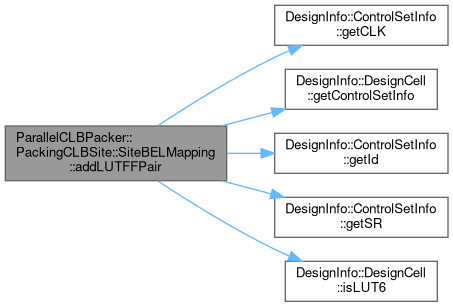 DesignInfo::ControlSetInfo
::getCLK
DesignInfo::DesignCell
::getControlSetInfo
ParallelCLBPacker::
PackingCLBSite::SiteBELMapping
::addLUTFFPair
DesignInfo::ControlSetInfo
::getId
DesignInfo::ControlSetInfo
::getSR
DesignInfo::DesignCell
::isLUT6